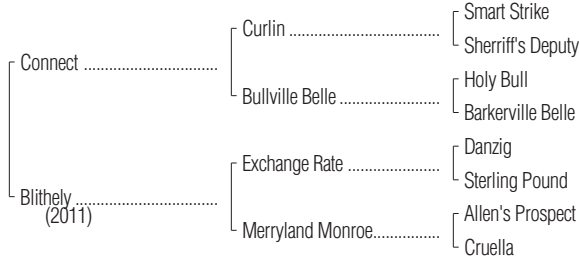 Smart Strike
Curlin ................................
Sherriff's Deputy
Connect ................................
Holy Bull
Bullville Belle ........................
Barkerville Belle
Danzig
Exchange Rate ......................
Sterling Pound
Blithely ..................................
(2011)
Allen's Prospect
Merryland Monroe................
Cruella